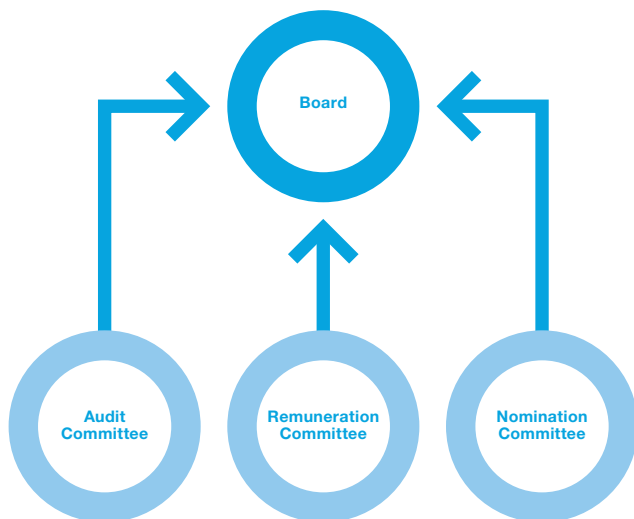 Board
Audit
Committee
Remuneration
Committee
Nomination
Committee